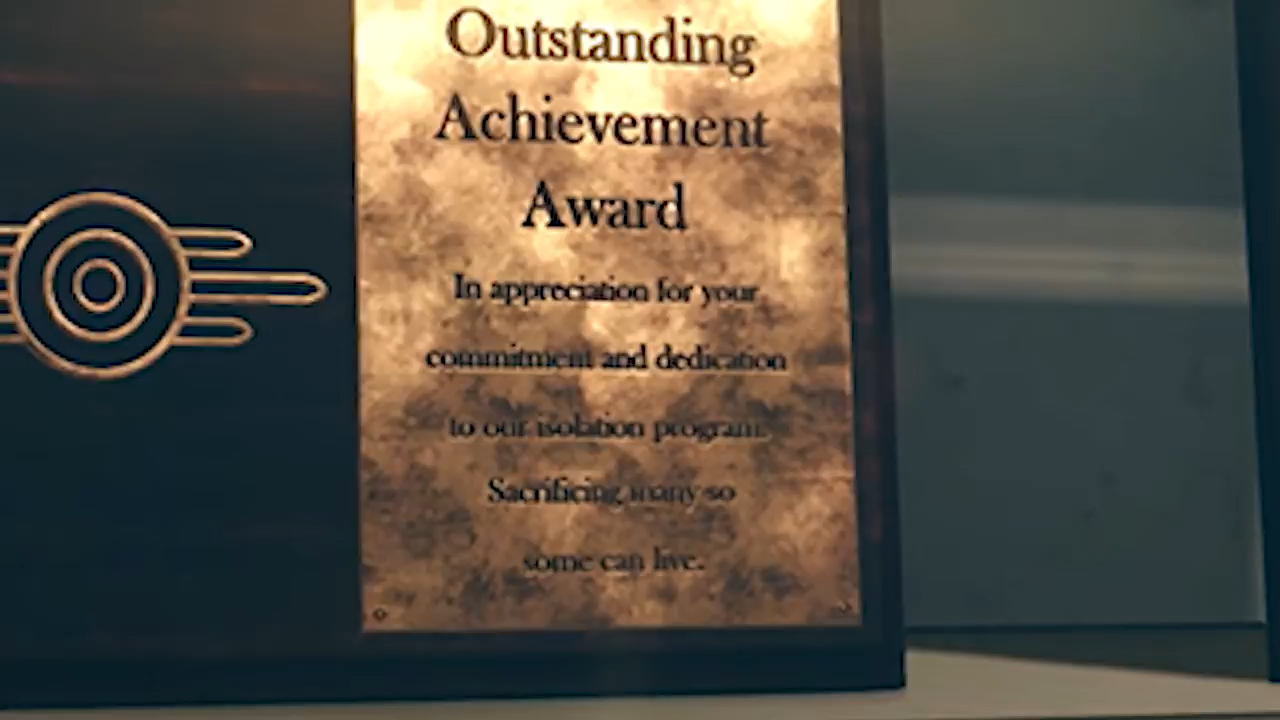 Outstanding
Achievement
Award
In appreciation for your
commitment and dedication
to our isolation program.
Sacrificing many so
some can live.